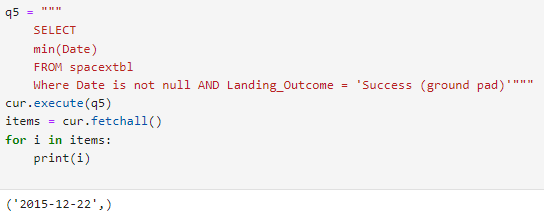 q5 = """
    SELECT
    min(Date)
    FROM spacextbl
    Where Date is not null AND Landing_Outcome = 'Success (ground pad)'"""
cur.execute(q5)
items = cur.fetchall()
for i in items:
    print(i)
('2015-12-22',)